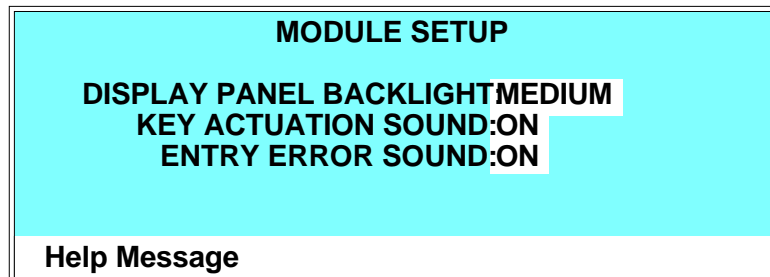 MODULE SETUP
DISPLAY PANEL BACKLIGHT:MEDIUM
KEY ACTUATION SOUND:ON
ENTRY ERROR SOUND:ON
Help Message